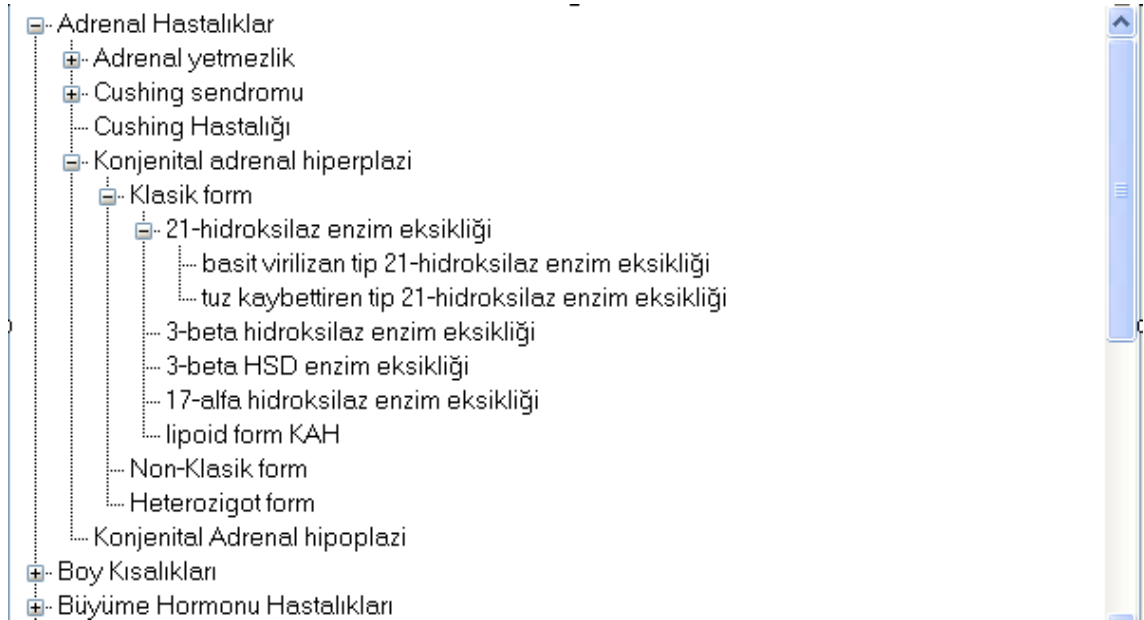 Adrenal Hastalıklar
Adrenal yetmezlik
Cushing sendromu
Cushing Hastalığı
Konjenital adrenal hiperplazi
Klasik form
21-hidroksilaz enzim eksikliği
basit virilizan tip 21-hidroksilaz enzim eksikliği
tuz kaybettiren tip 21-hidroksilaz enzim eksikliği
3-beta hidroksilaz enzim eksikliği
3-beta HSD enzim eksikliği
17-alfa hidroksilaz enzim eksikliği
lipoid form KAH
Non-Klasik form
Heterozigot form
Konjenital Adrenal hipoplazi
Boy Kısalıkları
Büyüme Hormonu Hastalıkları